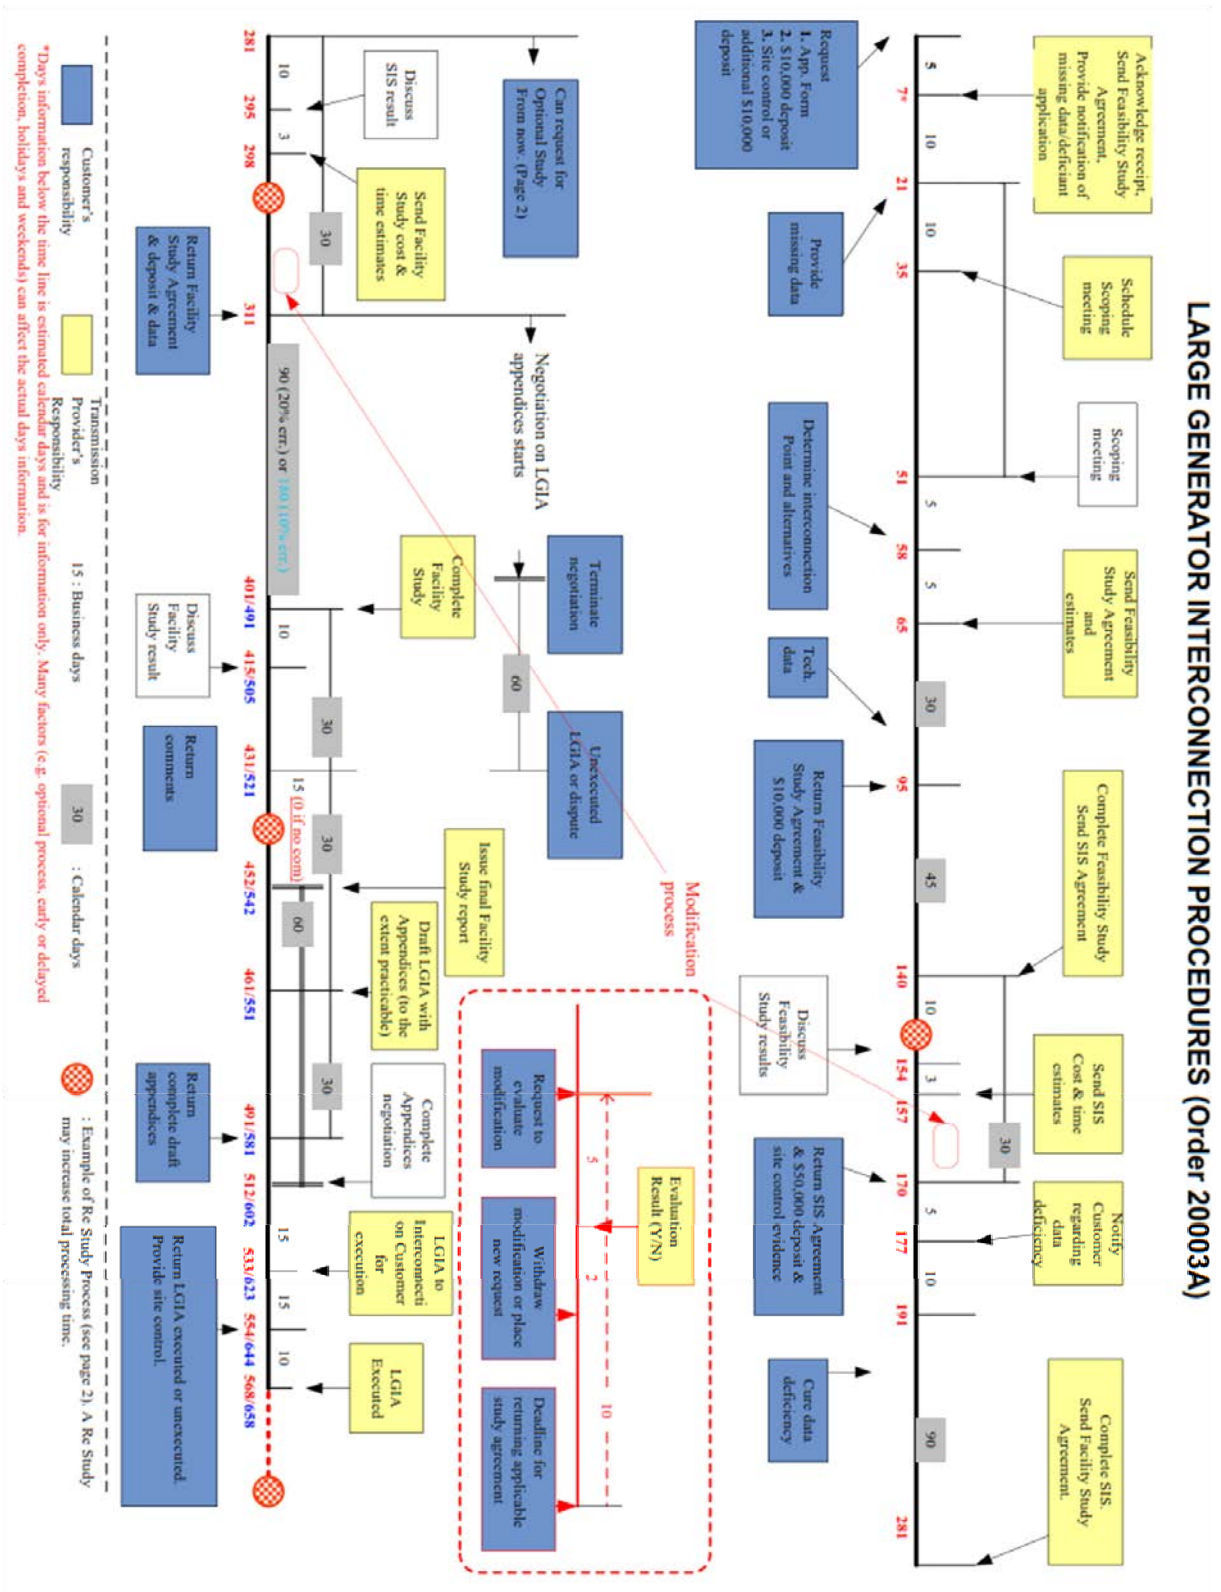 LARGE GENERATOR INTERCONNECTION PROCEDURES (Order 20003A)
Acknowledge receipt,
Send Feasibility Study
Agreement,
Provide notification of
missing data/deficiant
application
Schedule
Scoping
meeting
Scoping
meeting
Send Feasibility
Study Agreement
and
estimates
Complete Feasibility Study
Send SIS Agreement
Send SIS
Cost & time
estimates
Notify
Customer
regarding
data
deficiency
Complete SIS.
Send Facility Study
Agreement.
30
5 10 10 5 5 30 45 10 3 5 10 90
7* 21 35 51 58 65 95 140 154 157 170 177 191 281
Request
1. App. Form
2. $10,000 deposit
3. Site control or
additional $10,000
deposit
Provide
missing data
Determine interconnection
Point and alternatives
Tech.
data
Return Feasibility
Study Agreement &
$10,000 deposit
Discuss
Feasibility
Study results
Return SIS Agreement
& $50,000 deposit &
site control evidence
Cure data
deficiency
Modification
process
Evaluation
Result (Y/N)
10
5 2
Request to
evaluate
modification
Withdraw
modification or place
new request
Deadline for
returning applicable
study agreement
Can request for
Optional Study
From now. (Page 2)
Negotiation on LGIA
appendices starts
Terminate
negotiation
60
Unexecuted
LGIA or dispute
Discuss
SIS result
Send Facility
Study cost &
time estimates
Complete
Facility
Study
Issue final Facility
Study report
Draft LGIA with
Appendices (to the
extent practicable)
Complete
Appendices
negotiation
LGIA to
Interconnecti
on Customer
for
execution
LGIA
Executed
30 30 30 30
15 (0 if no com)
60
10 3 90 (20% err.) or 180 (10% err.) 10 15 15 10
281 295 298 311 401/491 415/505 431/521 452/542 461/551 491/581 512/602 533/623 554/644 568/658
Return Facility
Study Agreement
& deposit & data
Discuss
Facility
Study result
Return
comments
Return
complete draft
appendices
Return LGIA executed or unexecuted.
Provide site control.
Customer's
responsibility
Transmission
Provider's
Responsibility
15 : Business days
30 : Calendar days
: Example of Re Study Process (see page 2). A Re Study
may increase total processing time.
*Days information below the time line is estimated calendar days and is for information only. Many factors (e.g. optional process, early or delayed
completion, holidays and weekends) can affect the actual days information.